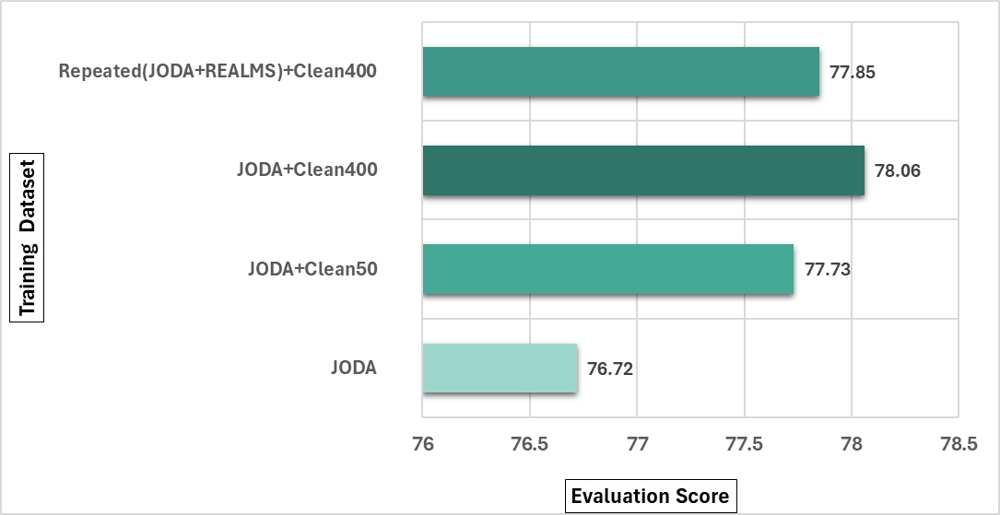 Repeated(JODA+REALMS)+Clean400
77.85
JODA+Clean400
78.06
JODA+Clean50
77.73
JODA
76.72
Training Dataset
76 76.5 77 77.5 78 78.5
Evaluation Score